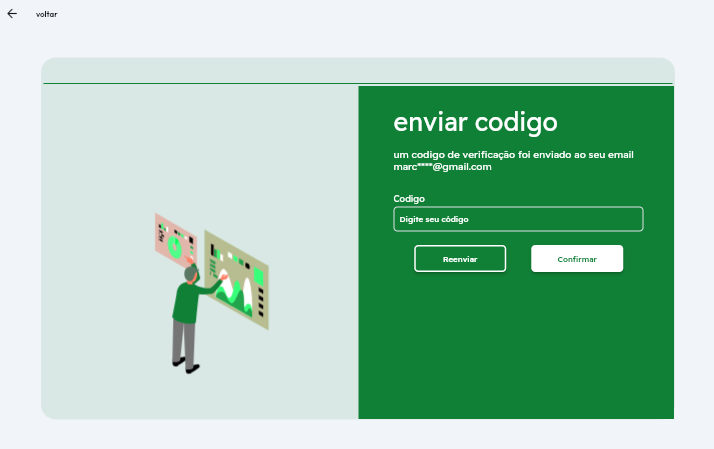 voltar
enviar codigo
um codigo de verificação foi enviado ao seu email
marc****@gmail.com
Codigo
Digite seu código
Reenviar
Confirmar